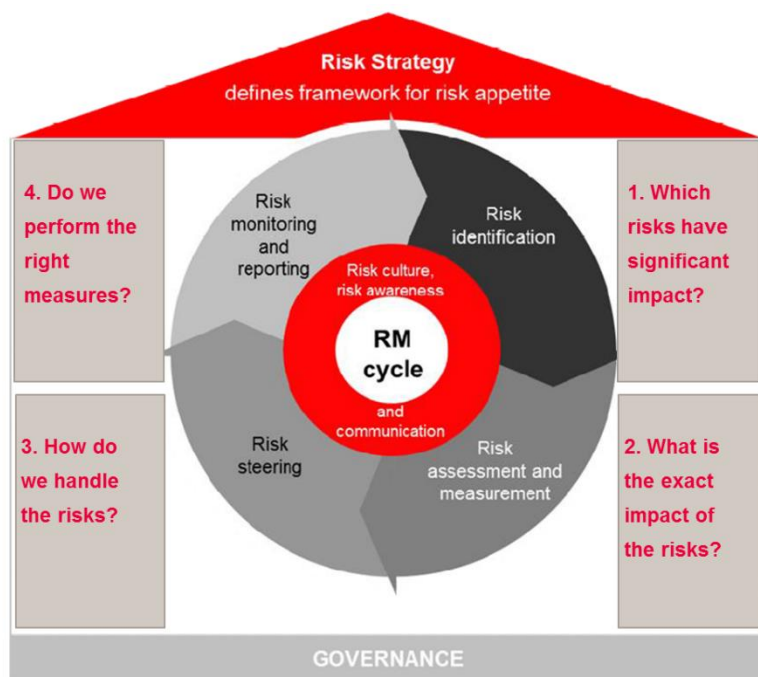 Risk Strategy
defines framework for risk appetite
4. Do we
perform the
right
measures?
Risk
monitoring
and
reporting
Risk
identification
1. Which
risks have
significant
impact?
Risk culture,
risk awareness
RM
cycle
and
communication
3. How do
we handle
the risks?
Risk
steering
Risk
assessment and
measurement
2. What is
the exact
impact of
the risks?
GOVERNANCE